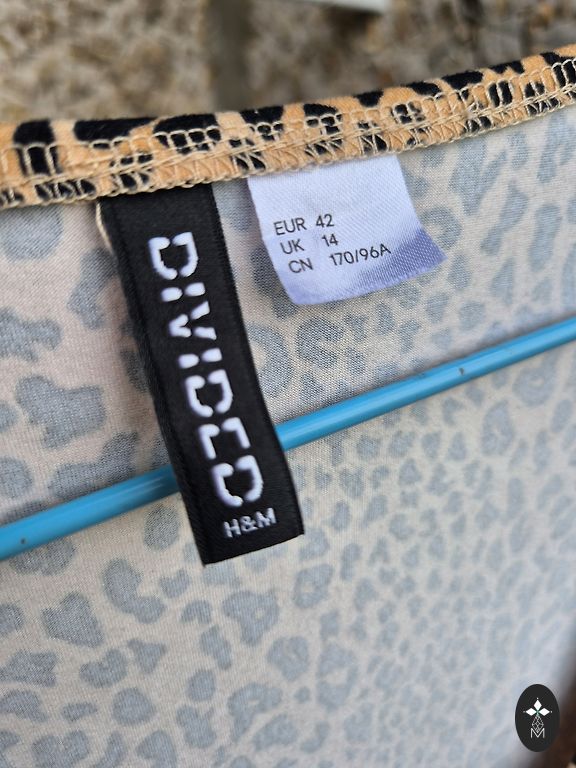 DIVIDED
H&M
EUR 42
UK 14
CN 170/96A